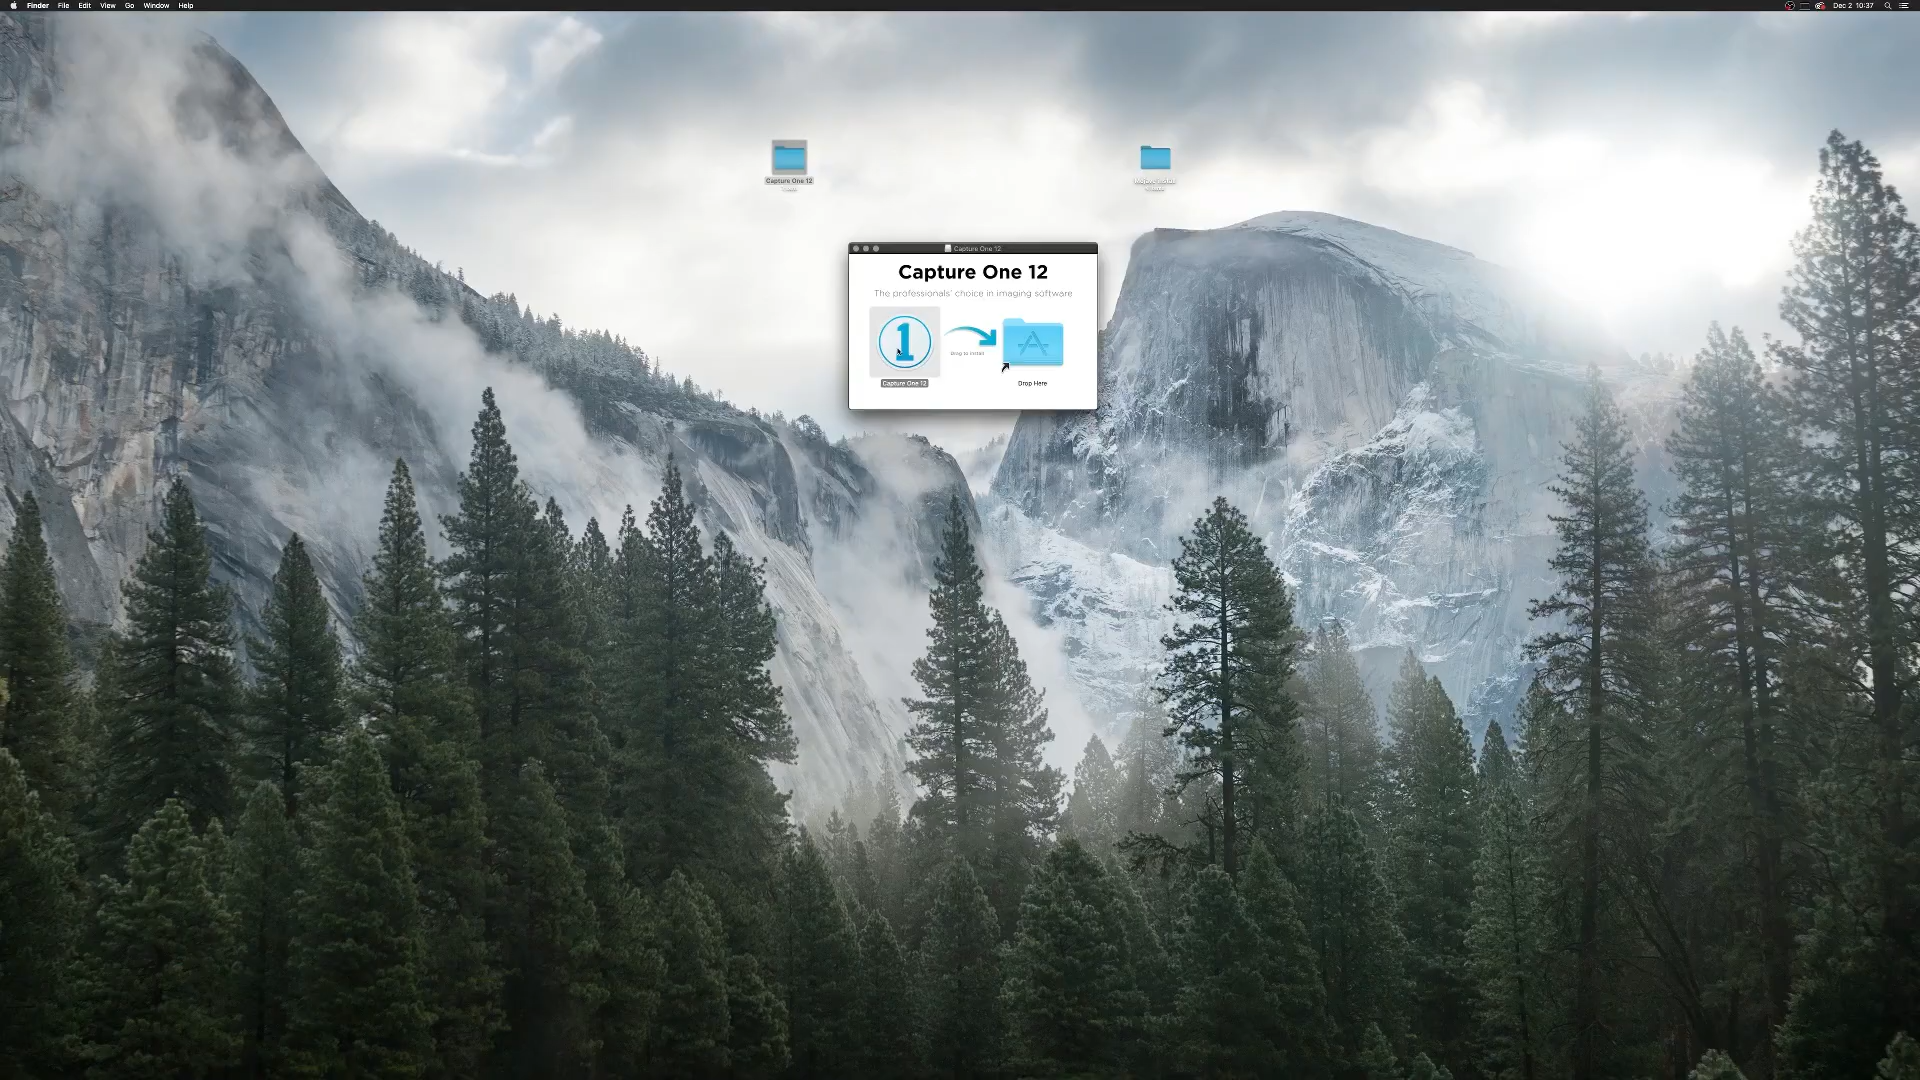 Finder File Edit View Go Window Help
Dec 2 10:37
Capture One 12
Capture One 12
Capture One 12
The professionals' choice in imaging software
1
Drag to install
Capture One 12
Drop Here